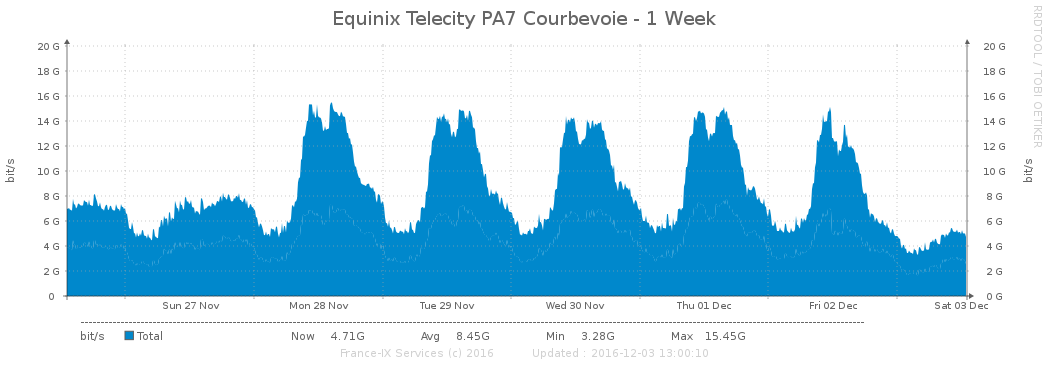 Equinix Telecity PA7 Courbevoie - 1 Week
RRDTOOL / TOBI OETIKER
20 G 20 G
18 G 18 G
16 G 16 G
14 G 14 G
12 G 12 G
10 G 10 G
8 G 8 G
6 G 6 G
4 G 4 G
2 G 2 G
0 0 G
bit/s bit/s
Sun 27 Nov Mon 28 Nov Tue 29 Nov Wed 30 Nov Thu 01 Dec Fri 02 Dec Sat 03 Dec
bit/s Total Now 4.71G Avg 8.45G Min 3.28G Max 15.45G
France-IX Services (c) 2016 Updated : 2016-12-03 13:00:10